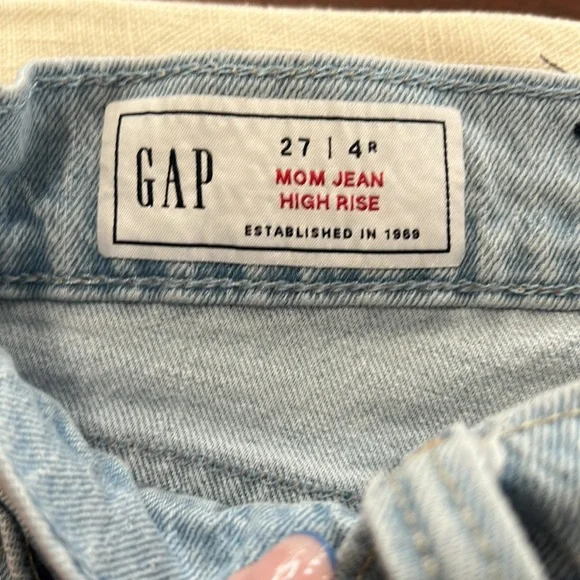 GAP
27 | 4R
MOM JEAN
HIGH RISE
ESTABLISHED IN 1969